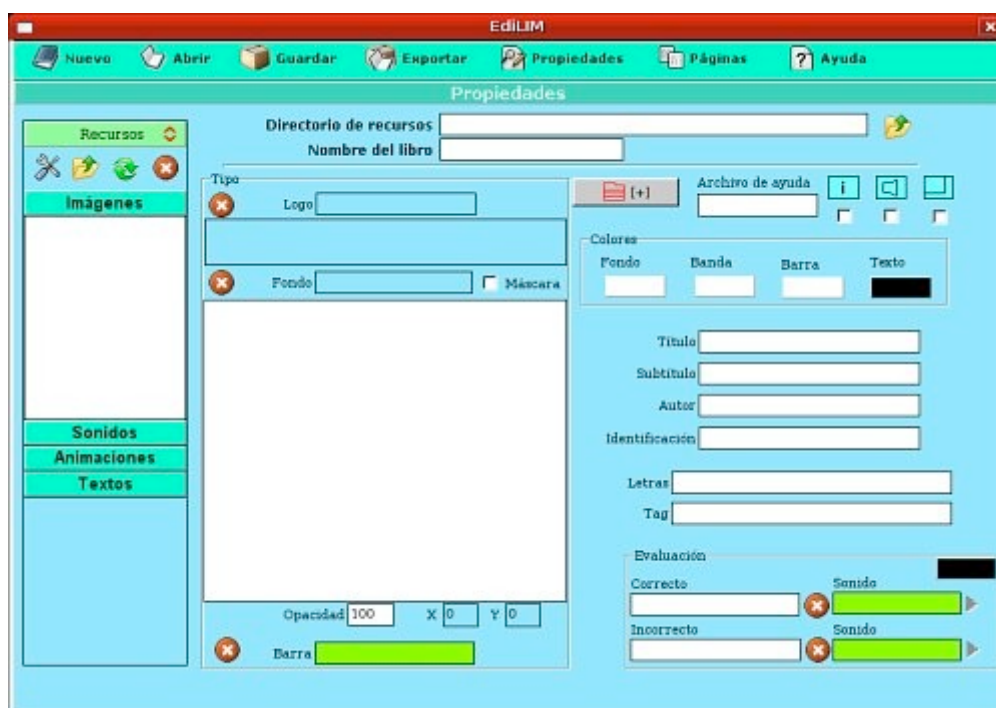 EdiLIM
Nuevo Abrir Guardar Exportar Propiedades Páginas Ayuda
Propiedades
Recursos
Imágenes
Sonidos
Animaciones
Textos
Directorio de recursos
Nombre del libro
Tipo
Logo
Fondo Máscara
Opacidad 100 X 0 Y 0
Barra
[+] Archivo de ayuda i
Colores
Fondo Banda Barra Texto
Título
Subtítulo
Autor
Identificación
Letras
Tag
Evaluación
Correcto Sonido
Incorrecto Sonido